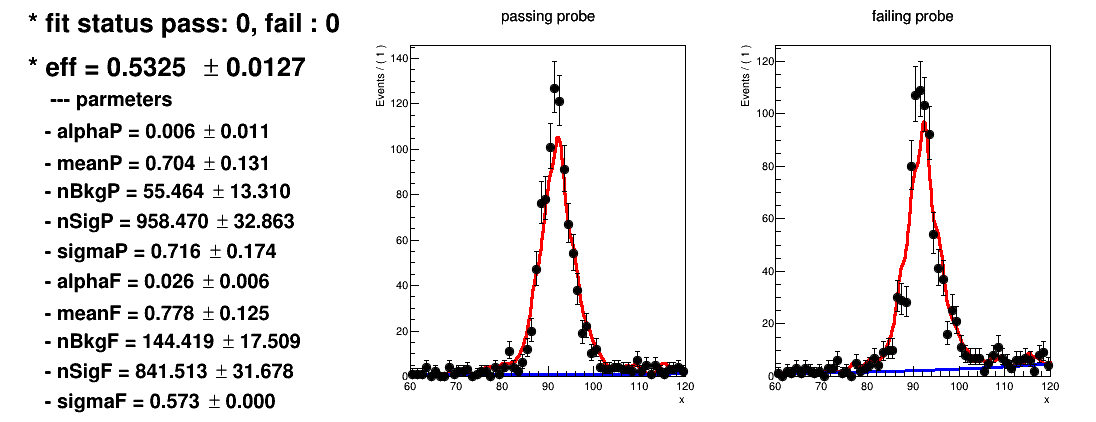 * fit status pass: 0, fail : 0
* eff = 0.5325 ± 0.0127
--- parmeters
- alphaP = 0.006 ± 0.011
- meanP = 0.704 ± 0.131
- nBkgP = 55.464 ± 13.310
- nSigP = 958.470 ± 32.863
- sigmaP = 0.716 ± 0.174
- alphaF = 0.026 ± 0.006
- meanF = 0.778 ± 0.125
- nBkgF = 144.419 ± 17.509
- nSigF = 841.513 ± 31.678
- sigmaF = 0.573 ± 0.000
passing probe
Events / ( 1 )
140
120
100
80
60
40
20
0
60 70 80 90 100 110 120
x
failing probe
Events / ( 1 )
120
100
80
60
40
20
0
60 70 80 90 100 110 120
x